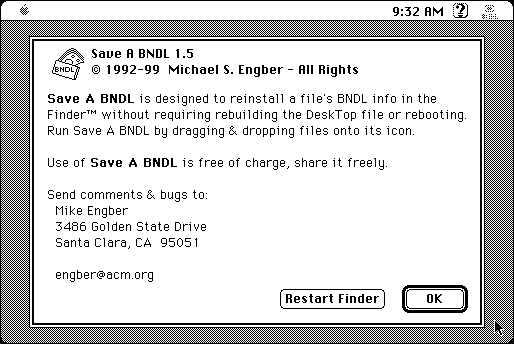 9:32 AM
Save A BNDL 1.5
© 1992-99 Michael S. Engber - All Rights
BNDL
Save A BNDL is designed to reinstall a file's BNDL info in the
Finder™ without requiring rebuilding the DeskTop file or rebooting.
Run Save A BNDL by dragging & dropping files onto its icon.
Use of Save A BNDL is free of charge, share it freely.
Send comments & bugs to:
Mike Engber
3486 Golden State Drive
Santa Clara, CA 95051
engber@acm.org
Restart Finder
OK